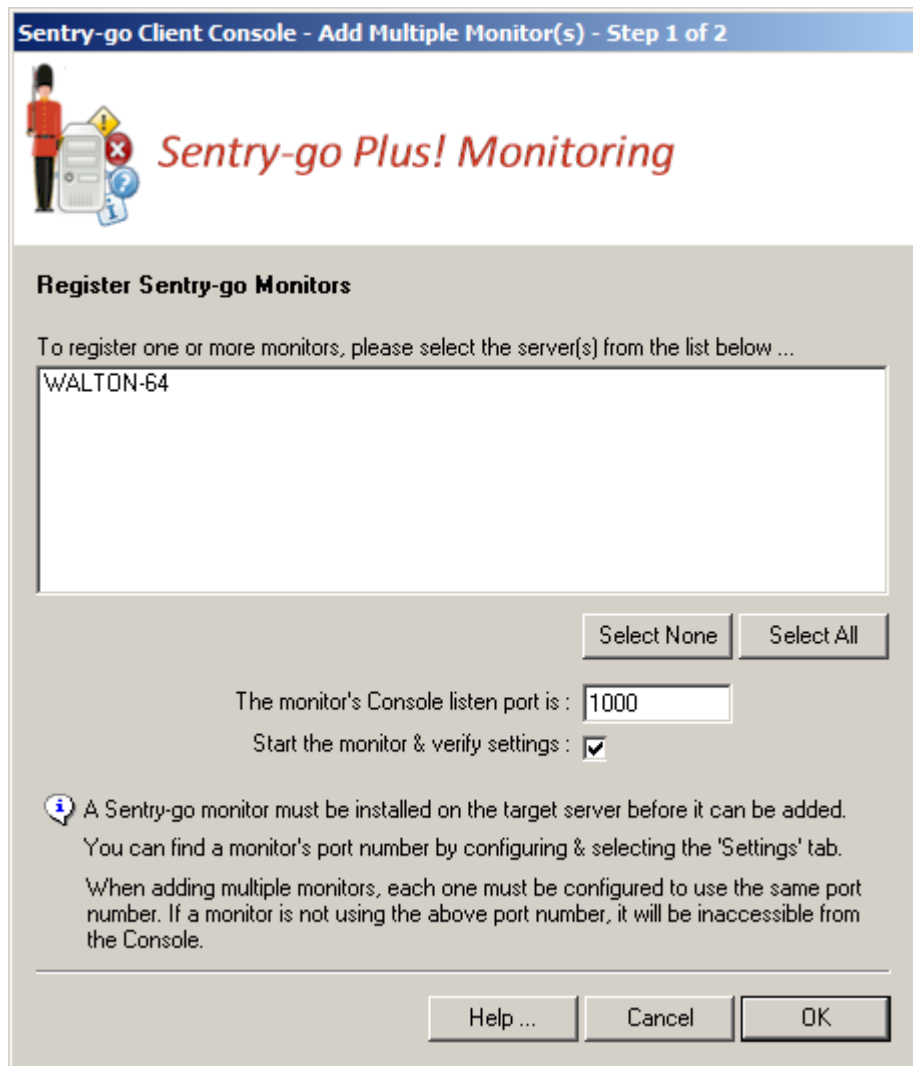 Sentry-go Client Console - Add Multiple Monitor(s) - Step 1 of 2
Sentry-go Plus! Monitoring
Register Sentry-go Monitors
To register one or more monitors, please select the server(s) from the list below ...
WALTON-64
Select None Select All
The monitor's Console listen port is : 1000
Start the monitor & verify settings :
A Sentry-go monitor must be installed on the target server before it can be added.
You can find a monitor's port number by configuring & selecting the 'Settings' tab.
When adding multiple monitors, each one must be configured to use the same port
number. If a monitor is not using the above port number, it will be inaccessible from
the Console.
Help ... Cancel OK